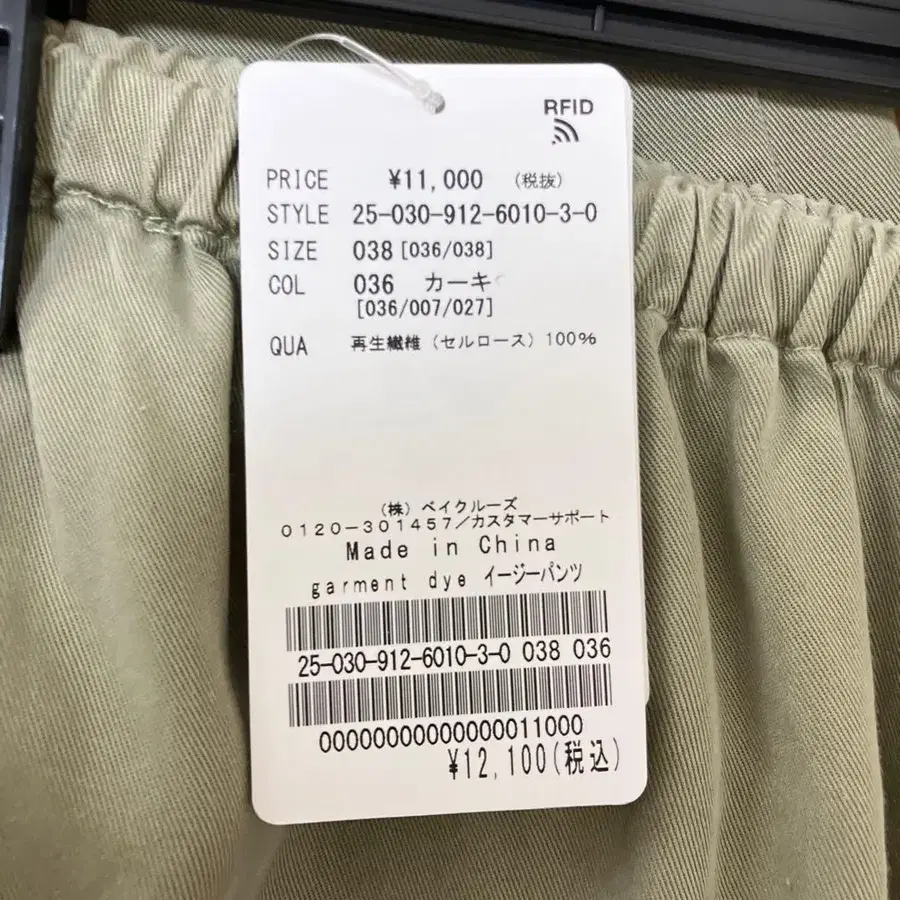 RFID
PRICE ¥11,000 (税抜)
STYLE 25-030-912-6010-3-0
SIZE 038 [036/038]
COL 036 カーキ
[036/007/027]
QUA 再生繊維（セルロース）100%
（株）ベイクルーズ
0120-301457/カスタマーサポート
Made in China
garment dye イージーパンツ
25-030-912-6010-3-0 038 036
0000000000000011000
¥12,100(税込)